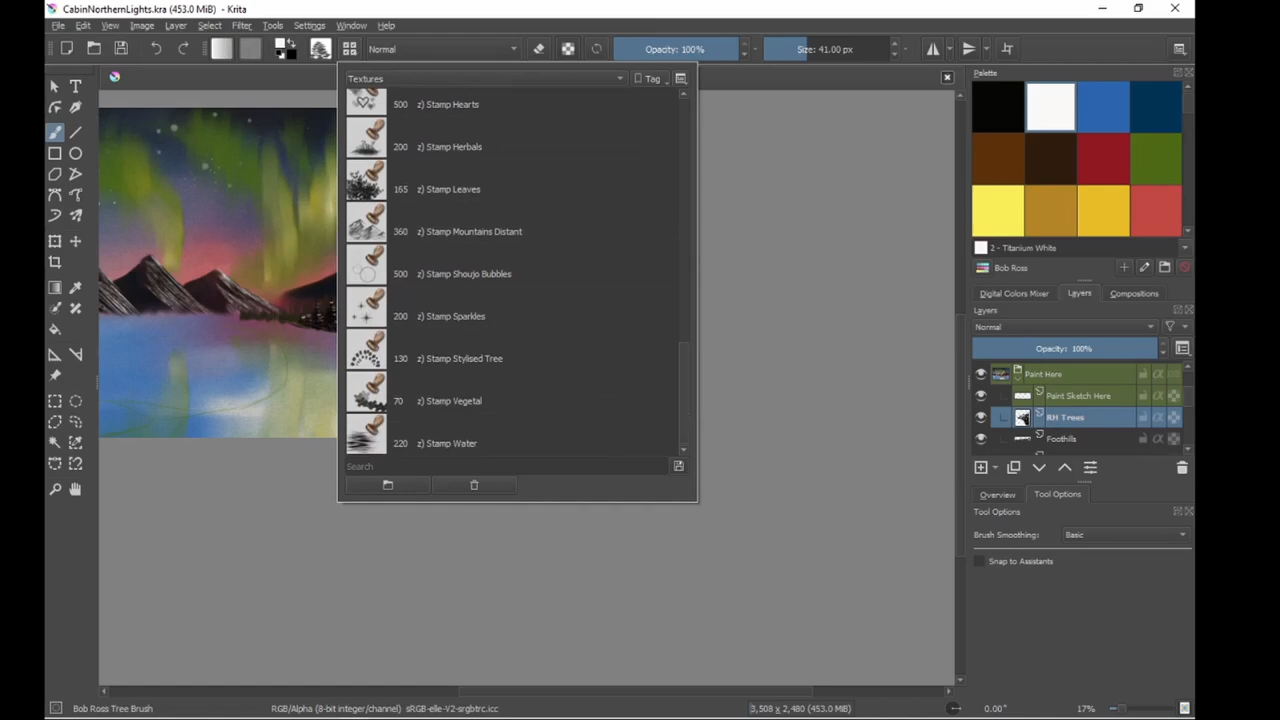 CabinNorthernLights.kra (453.0 MiB) - Krita
File Edit View Image Layer Select Filter Tools Settings Window Help
Normal Opacity: 100% Size: 41.00 px
Textures Tag
500 z) Stamp Hearts
200 z) Stamp Herbals
165 z) Stamp Leaves
360 z) Stamp Mountains Distant
500 z) Stamp Shoujo Bubbles
200 z) Stamp Sparkles
130 z) Stamp Stylised Tree
70 z) Stamp Vegetal
220 z) Stamp Water
Search
Palette
2 - Titanium White
Bob Ross
Digital Colors Mixer Layers Compositions
Layers
Normal
Opacity: 100%
Paint Here
Paint Sketch Here
RH Trees
Foothills
Overview Tool Options
Tool Options
Brush Smoothing: Basic
Snap to Assistants
Bob Ross Tree Brush RGB/Alpha (8-bit integer/channel) sRGB-elle-V2-srgbtrc.icc 3,508 x 2,480 (453.0 MiB) 0.00° 17%